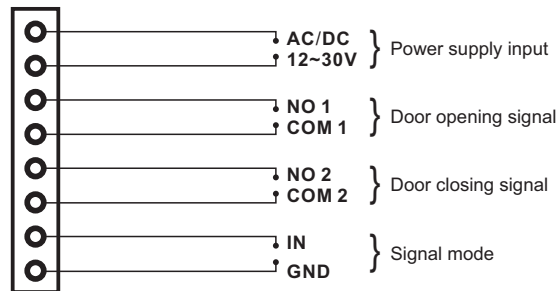 AC/DC
12~30V
Power supply input
NO 1
COM 1
Door opening signal
NO 2
COM 2
Door closing signal
IN
GND
Signal mode